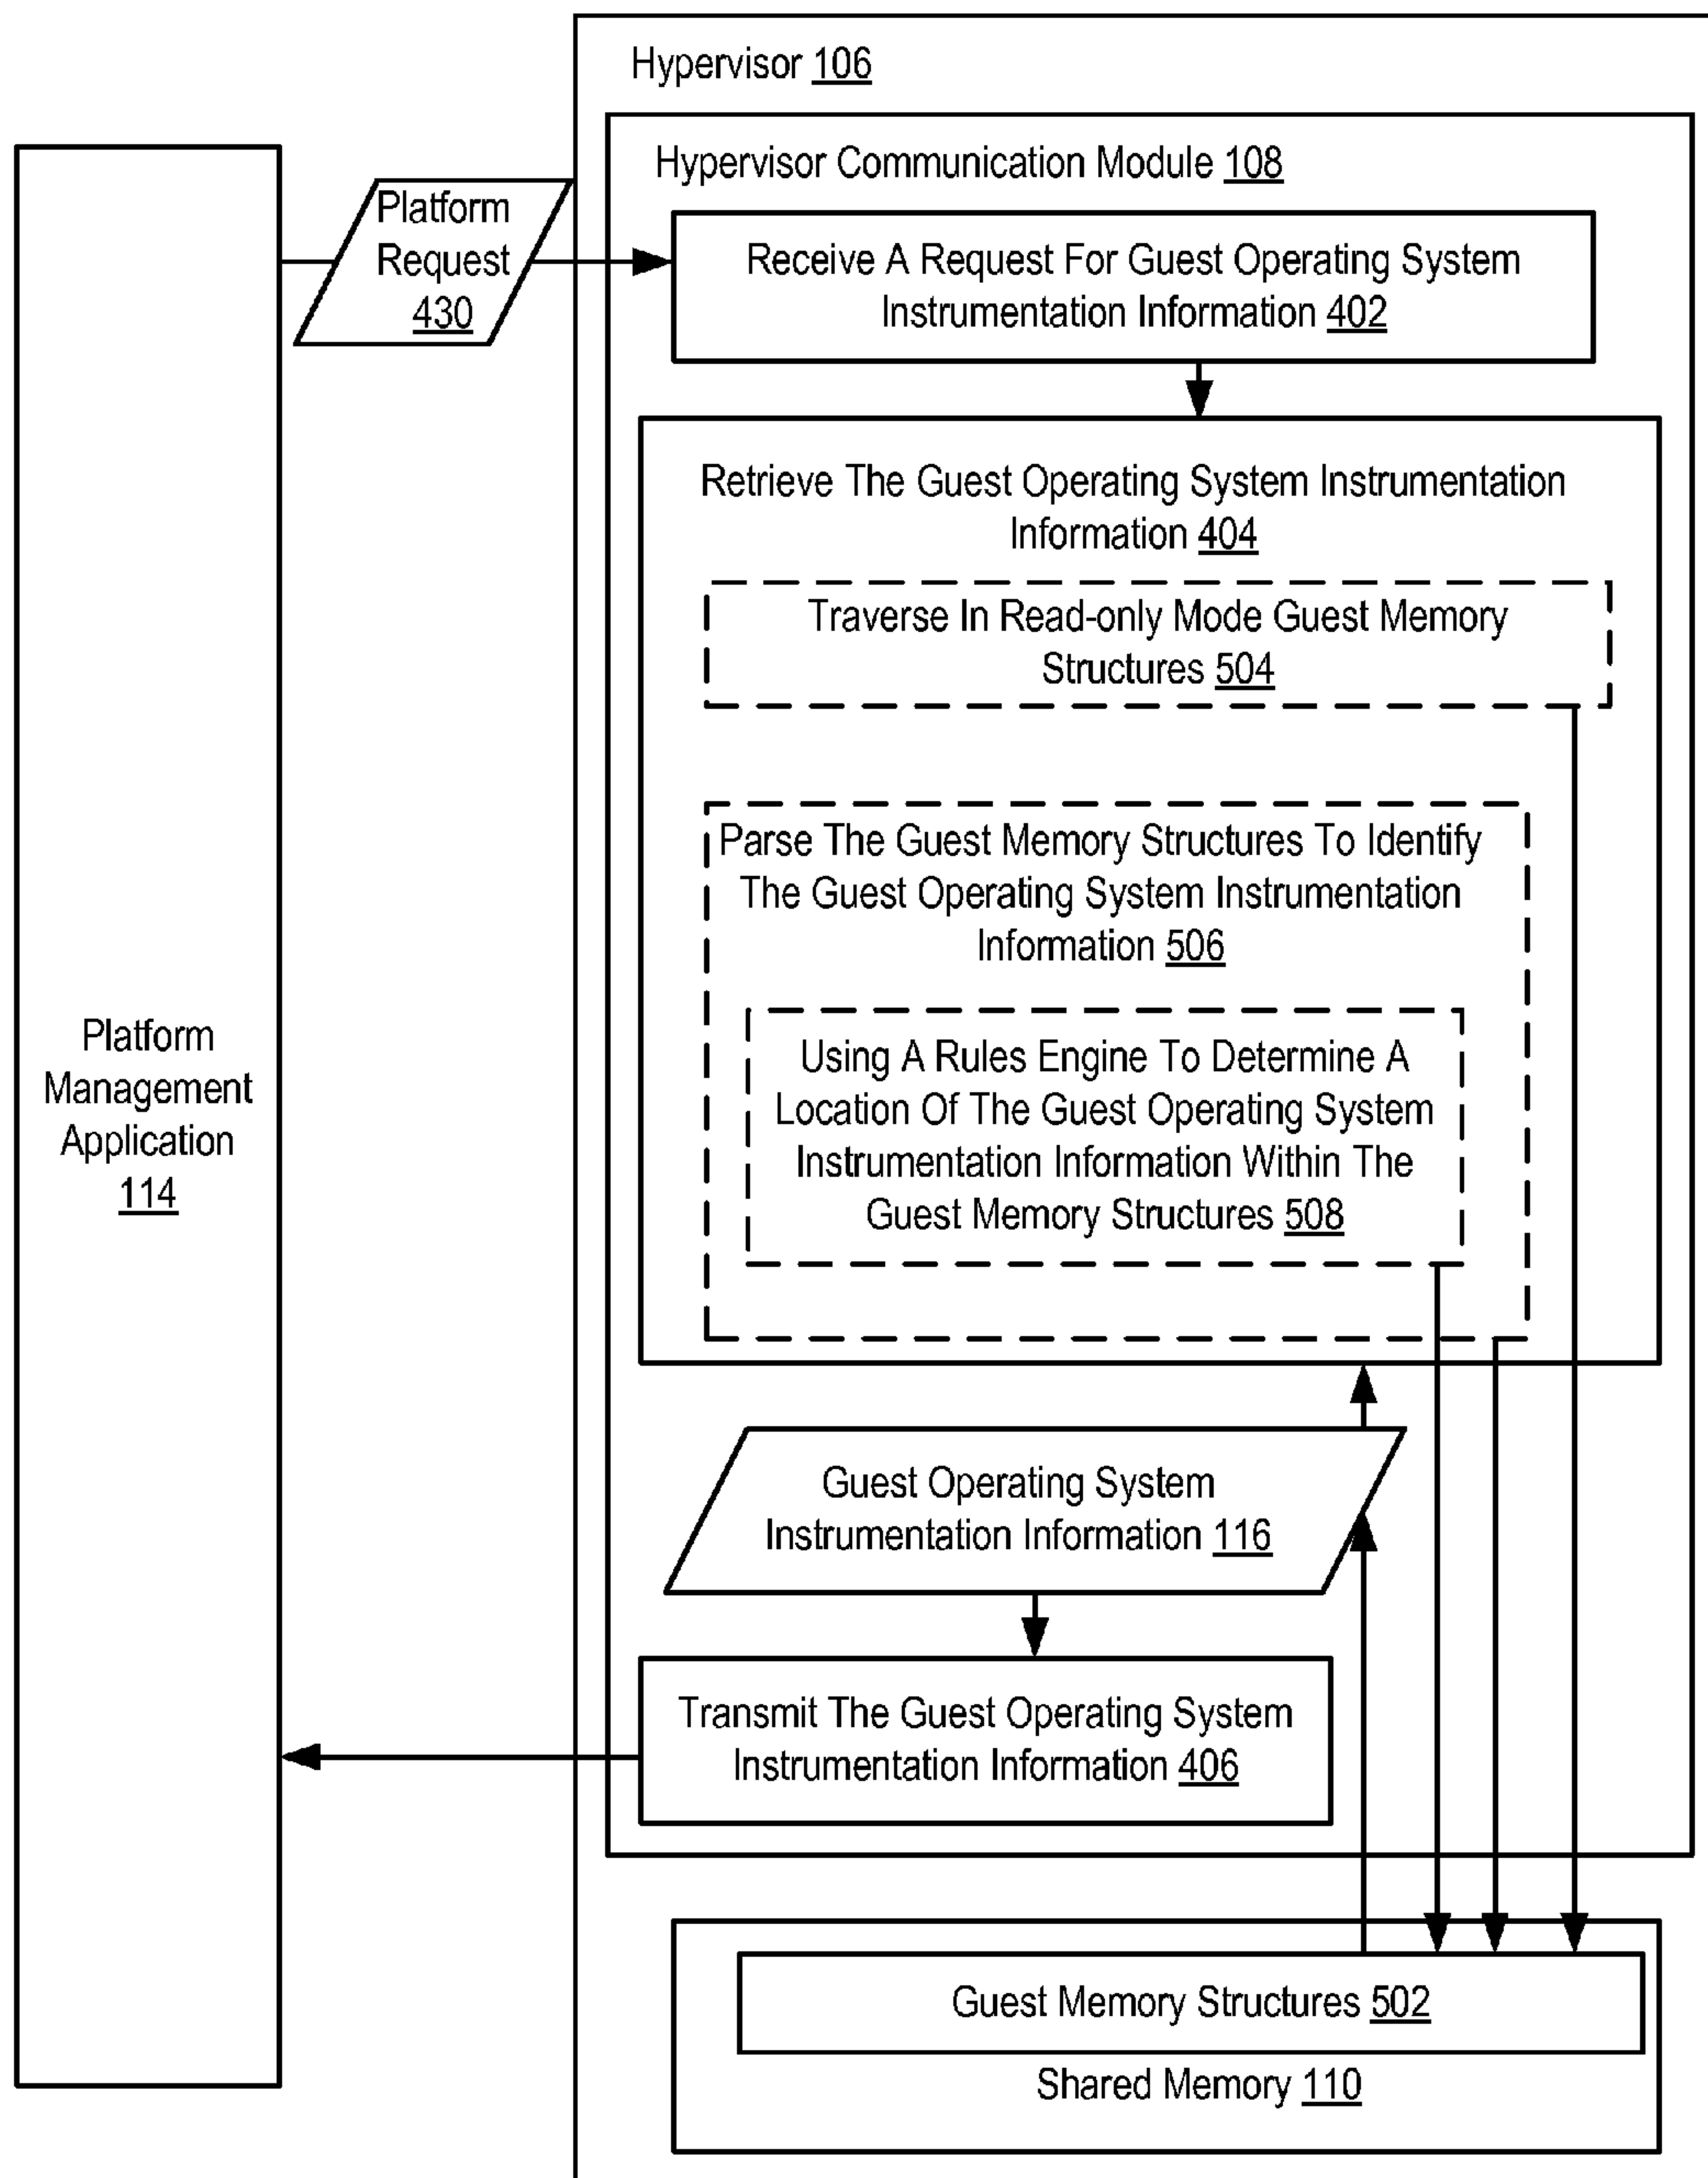 Hypervisor 106
Hypervisor Communication Module 108
Platform
Request
430
Receive A Request For Guest Operating System
Instrumentation Information 402
Retrieve The Guest Operating System Instrumentation
Information 404
Traverse In Read-only Mode Guest Memory
Structures 504
Parse The Guest Memory Structures To Identify
The Guest Operating System Instrumentation
Information 506
Using A Rules Engine To Determine A
Location Of The Guest Operating System
Instrumentation Information Within The
Guest Memory Structures 508
Platform
Management
Application
114
Guest Operating System
Instrumentation Information 116
Transmit The Guest Operating System
Instrumentation Information 406
Guest Memory Structures 502
Shared Memory 110